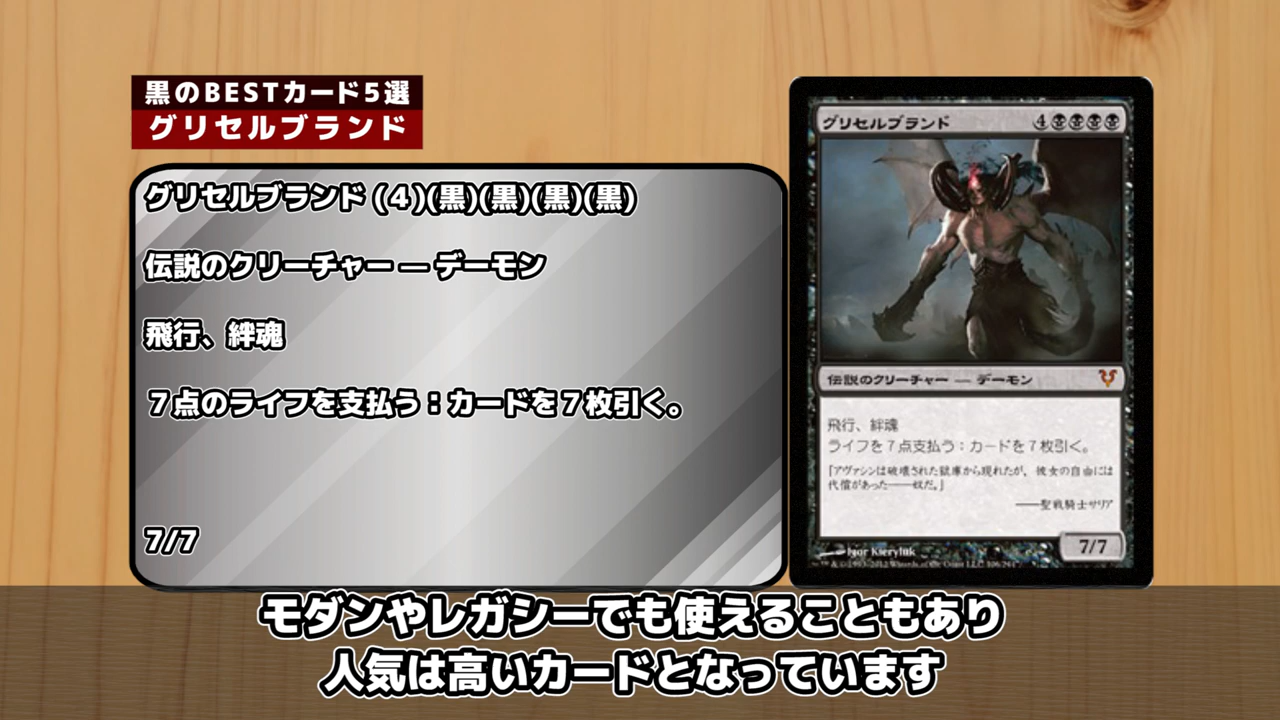 黒のBESTカード5選
グリセルブランド
グリセルブランド (4)(黒)(黒)(黒)(黒)
伝説のクリーチャー ― デーモン
飛行、絆魂
7点のライフを支払う：カードを7枚引く。
7/7
グリセルブランド 4
伝説のクリーチャー ― デーモン
飛行、絆魂
ライフを7点支払う：カードを7枚引く。
「アヴァシンは破壊された獄庫から現れたが、彼女の自由には
代償があった――奴だ。」
――聖戦騎士サリア
7/7
Igor Kieryluk
モダンやレガシーでも使えることもあり
人気は高いカードとなっています